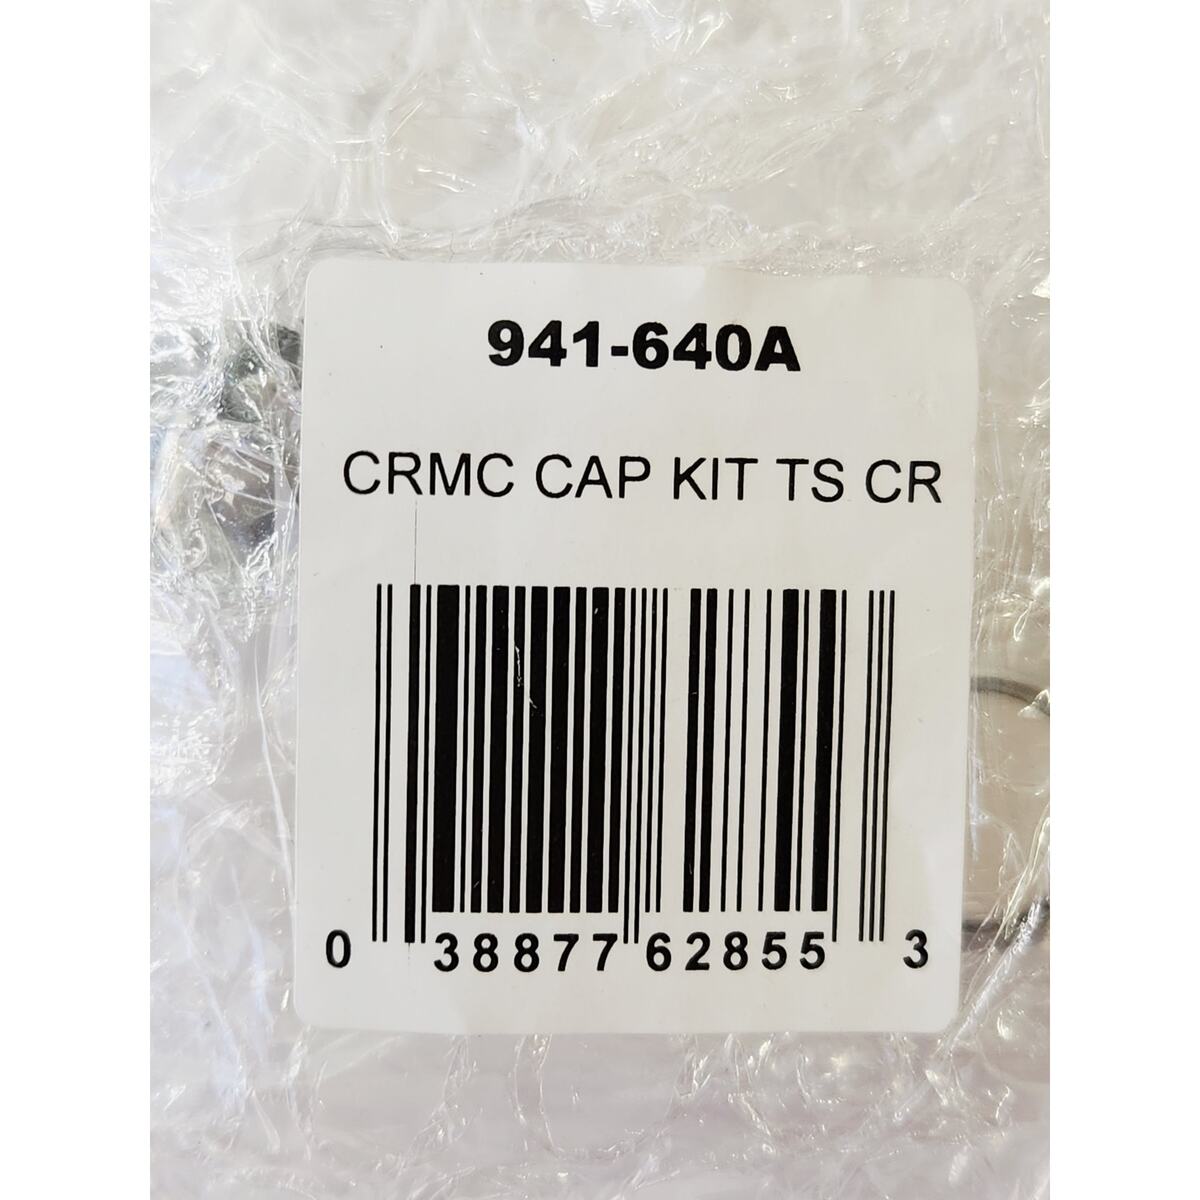 941-640A
CRMC CAP KIT TS CR
0 38877 62855 3